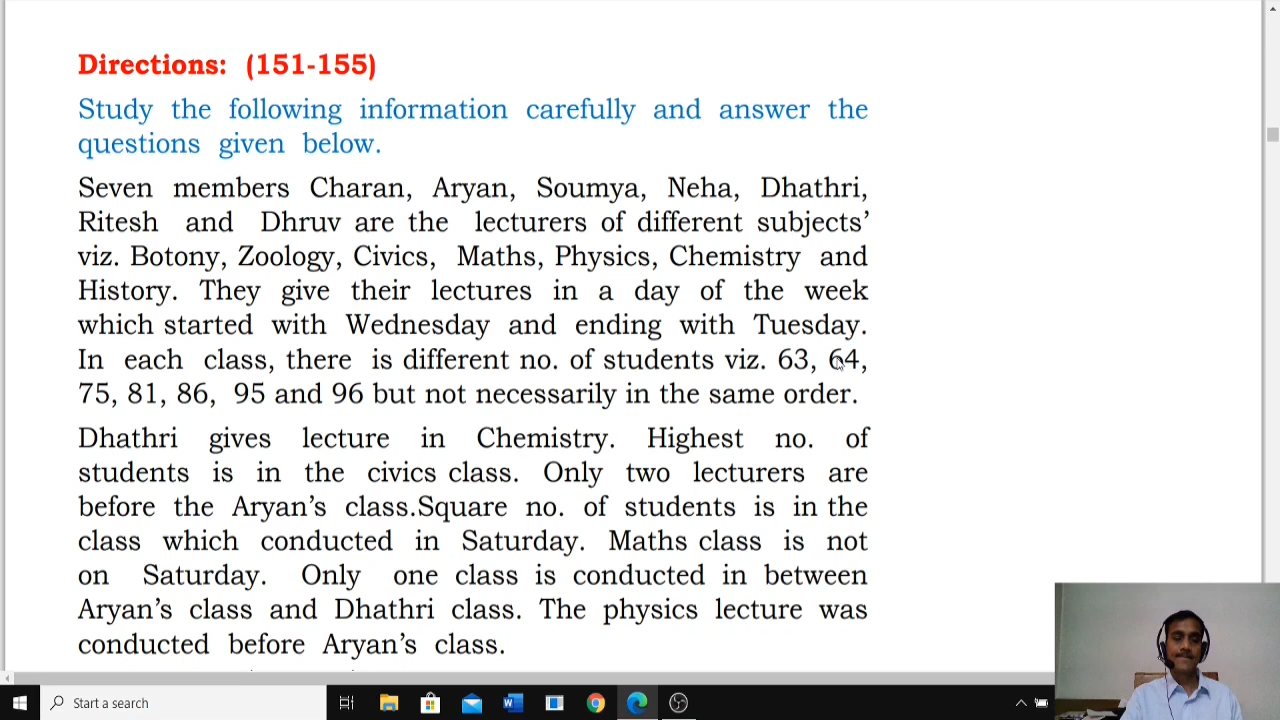 Directions: (151-155)
Study the following information carefully and answer the
questions given below.
Seven members Charan, Aryan, Soumya, Neha, Dhathri,
Ritesh and Dhruv are the lecturers of different subjects’
viz. Botony, Zoology, Civics, Maths, Physics, Chemistry and
History. They give their lectures in a day of the week
which started with Wednesday and ending with Tuesday.
In each class, there is different no. of students viz. 63, 64,
75, 81, 86, 95 and 96 but not necessarily in the same order.
Dhathri gives lecture in Chemistry. Highest no. of
students is in the civics class. Only two lecturers are
before the Aryan’s class.Square no. of students is in the
class which conducted in Saturday. Maths class is not
on Saturday. Only one class is conducted in between
Aryan’s class and Dhathri class. The physics lecture was
conducted before Aryan’s class.
Start a search